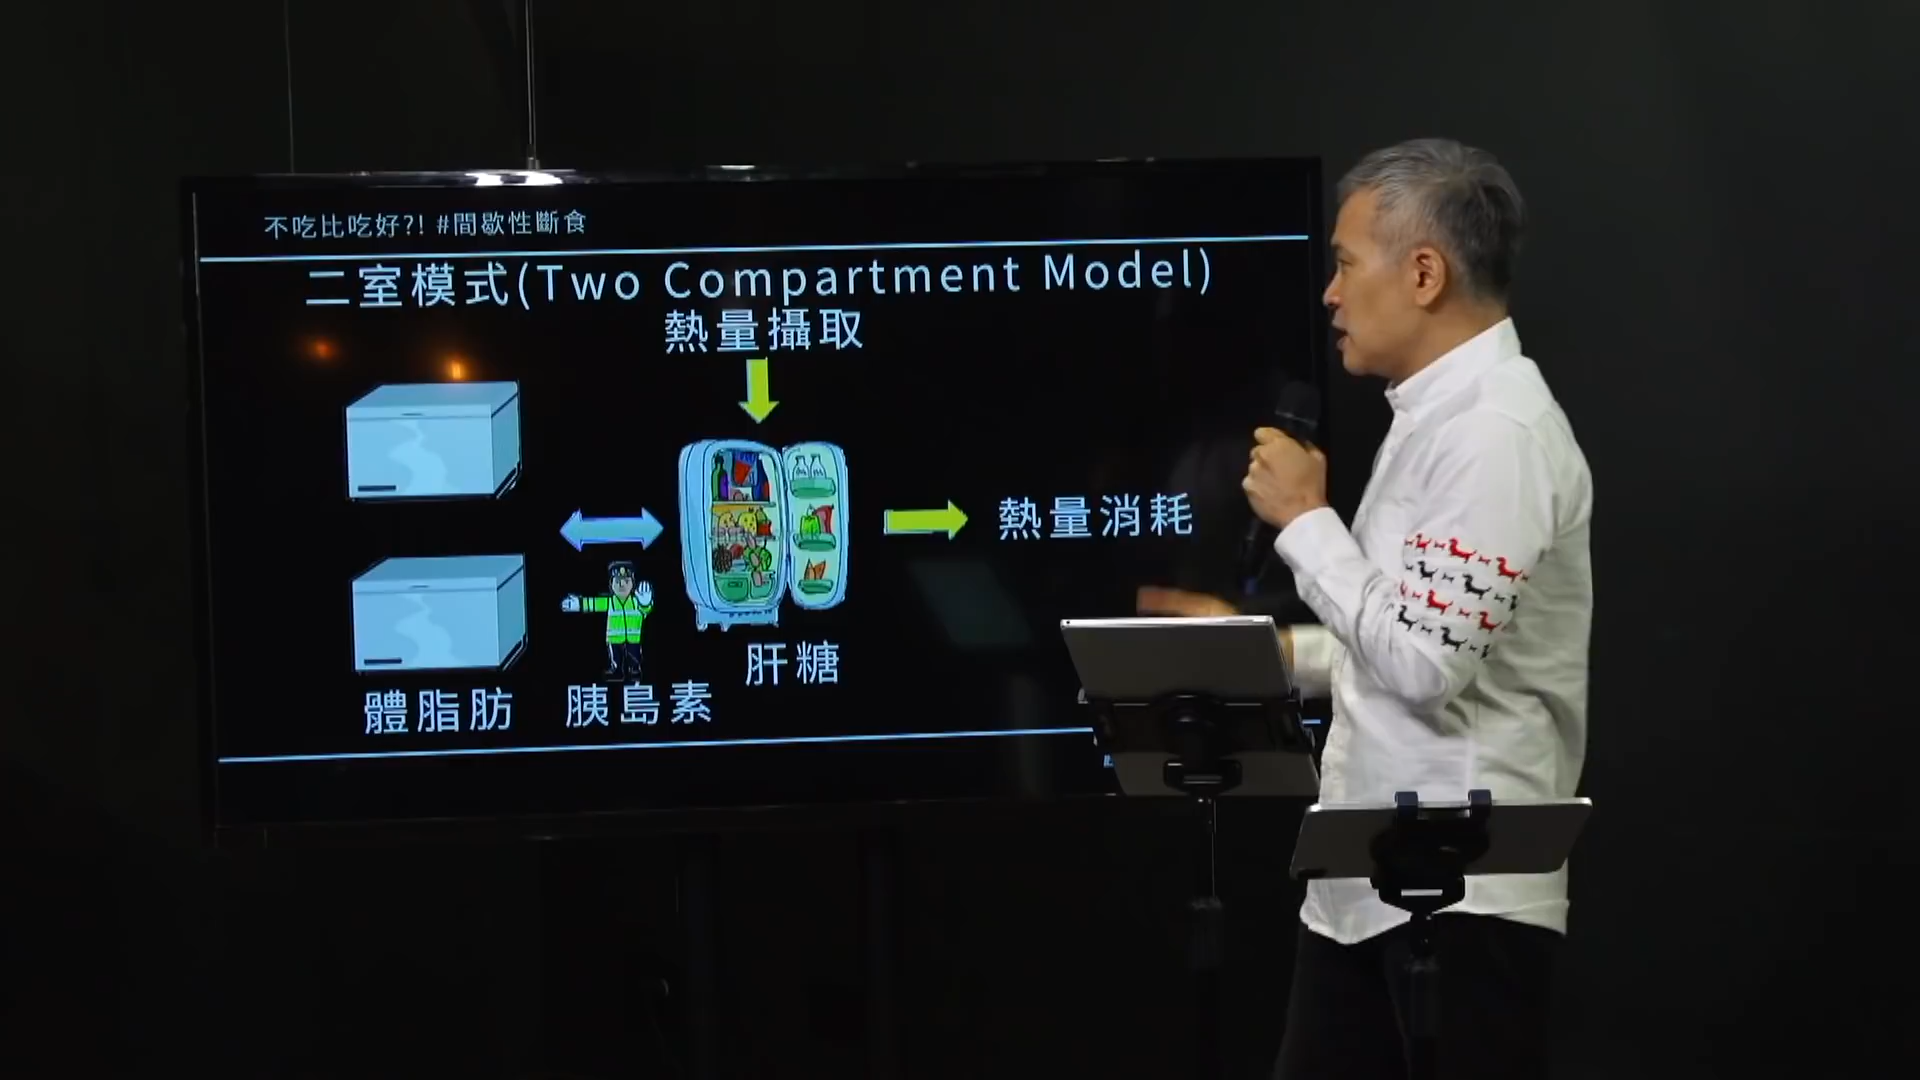 不吃比吃好?! #間歇性斷食
二室模式(Two Compartment Model)
熱量攝取
熱量消耗
肝糖
體脂肪
胰島素